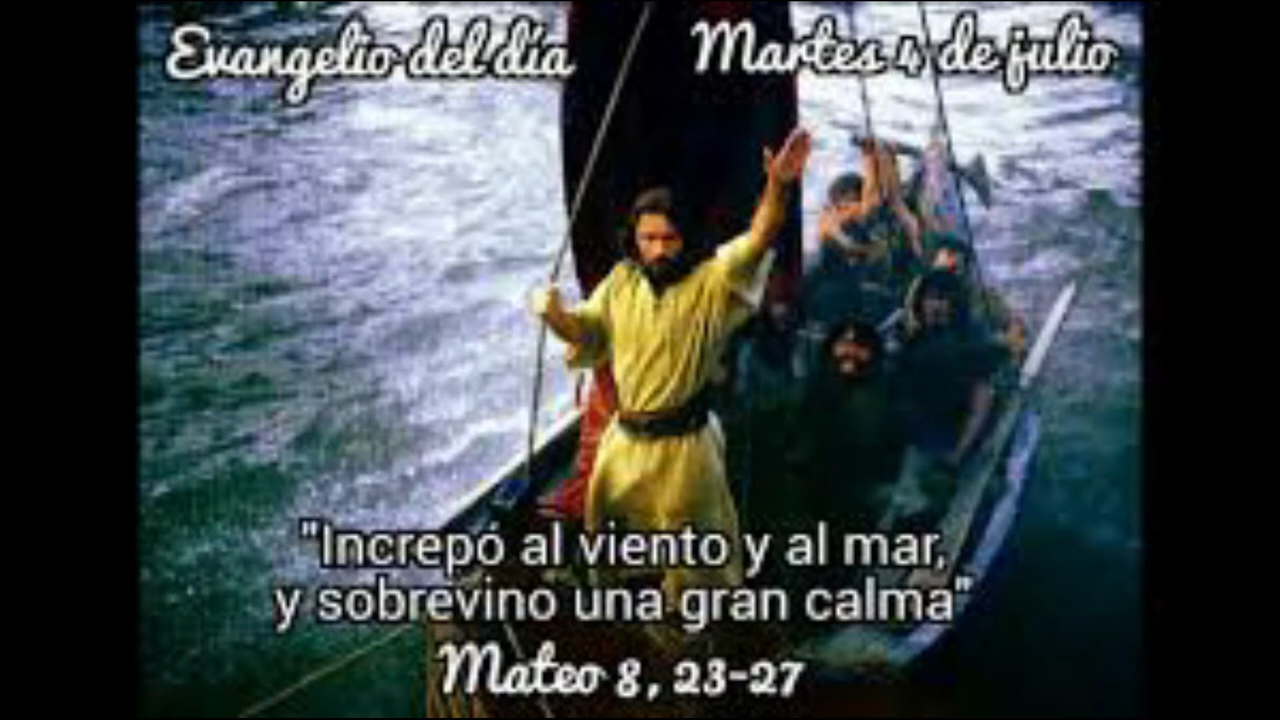 Evangelio del día
Martes 4 de julio
"Increpó al viento y al mar,
y sobrevino una gran calma"
Mateo 8, 23-27